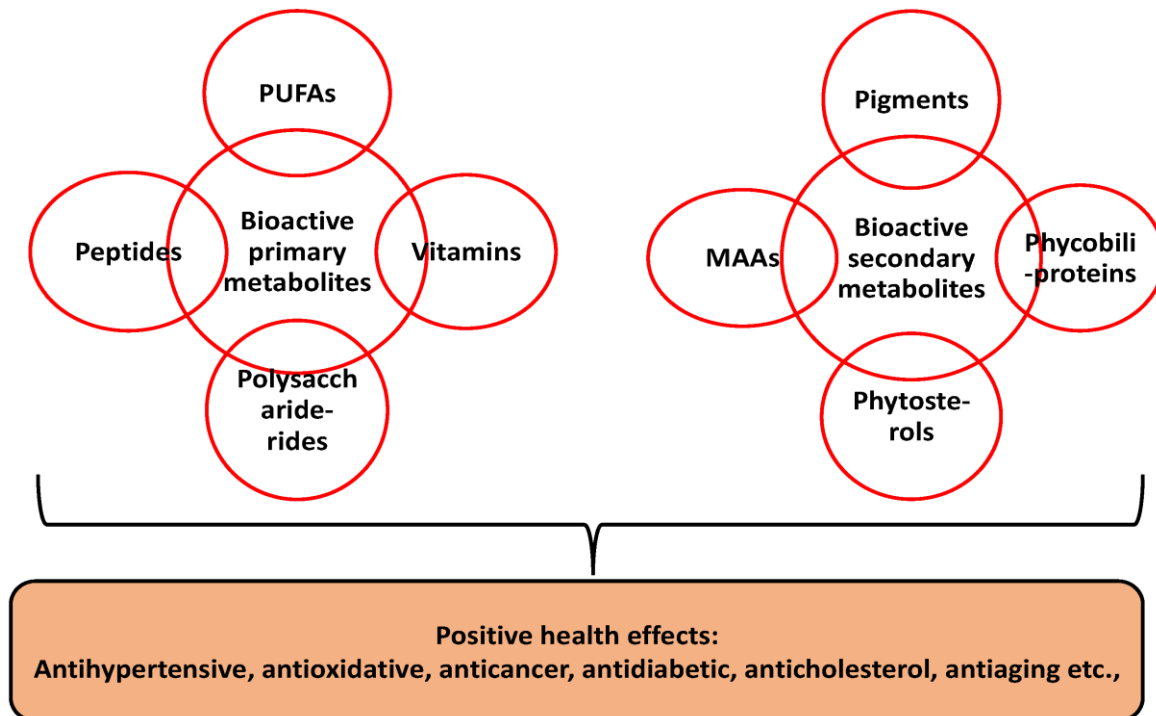 PUFAs
Peptides
Bioactive
primary
metabolites
Vitamins
Polysacch
aride-
rides
Pigments
MAAs
Bioactive
secondary
metabolites
Phycobili
-proteins
Phytoste-
rols
Positive health effects:
Antihypertensive, antioxidative, anticancer, antidiabetic, anticholesterol, antiaging etc.,